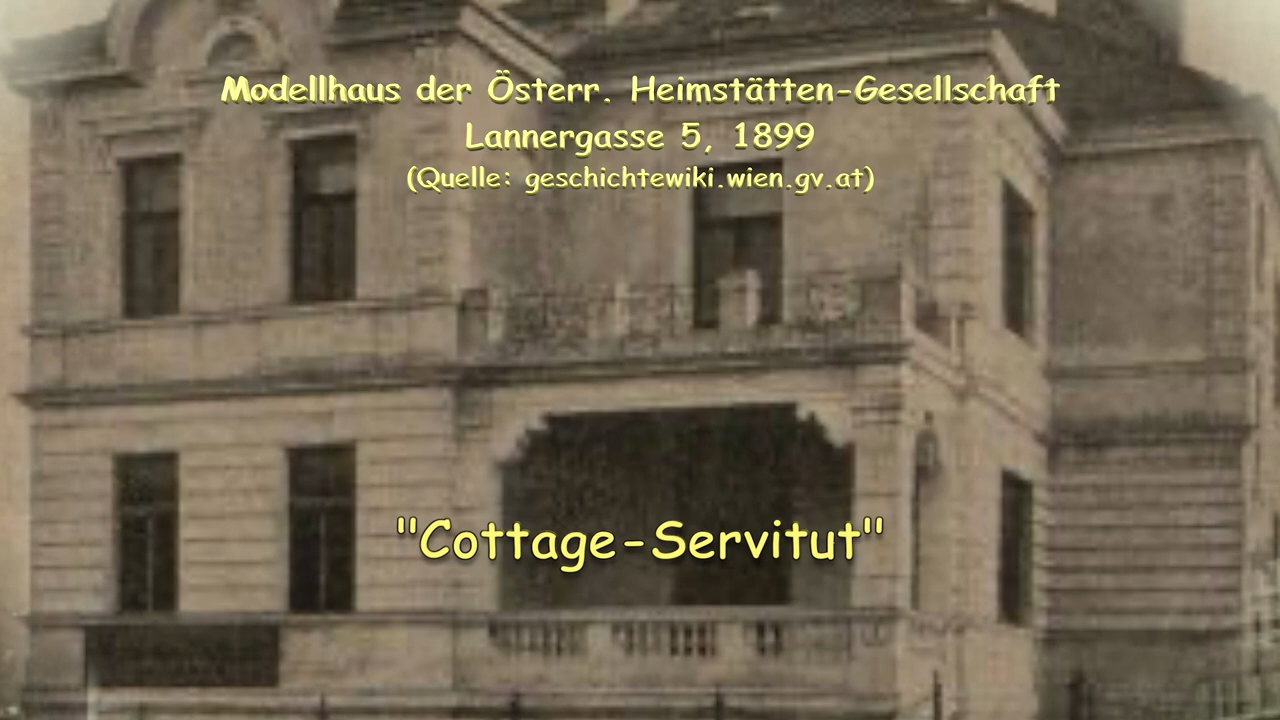 Modellhaus der Österr. Heimstätten-Gesellschaft
Lannergasse 5, 1899
(Quelle: geschichtewiki.wien.gv.at)
"Cottage-Servitut"